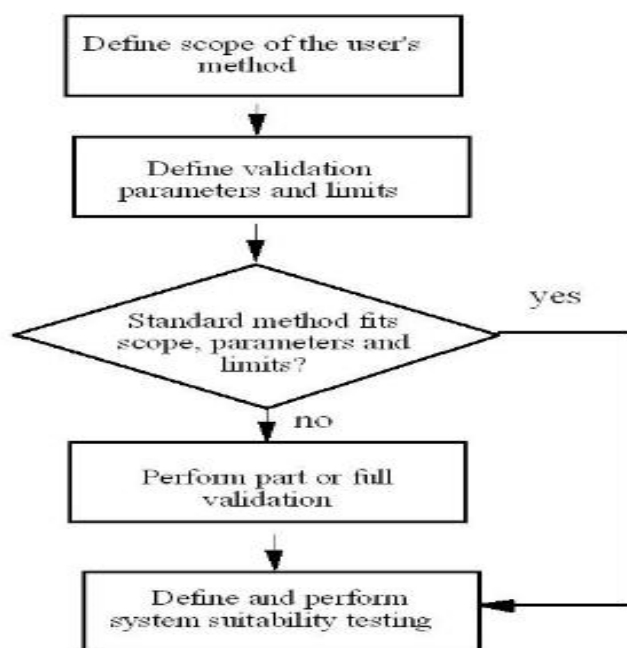 Define scope of the user's
method
Define validation
parameters and limits
Standard method fits
scope, parameters and
limits?
yes
no
Perform part or full
validation
Define and perform
system suitability testing